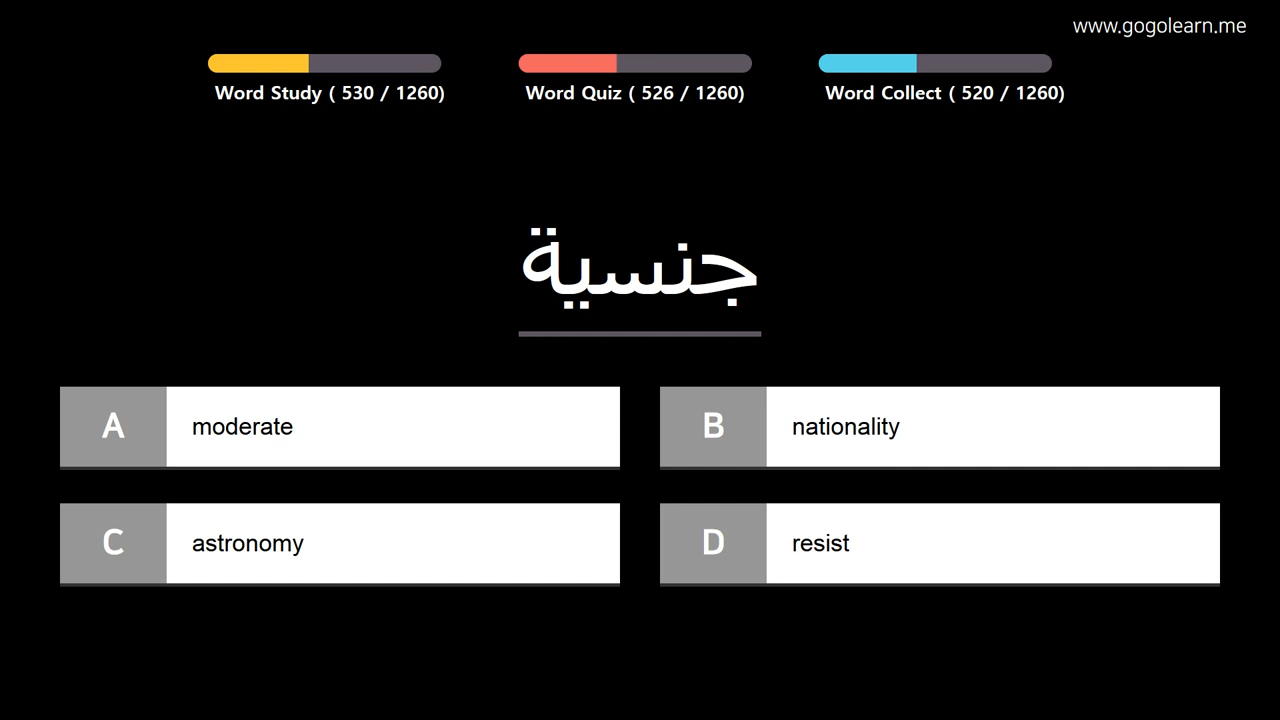 www.gogolearn.me
Word Study ( 530 / 1260)
Word Quiz ( 526 / 1260)
Word Collect ( 520 / 1260)
جنسية
A moderate
B nationality
C astronomy
D resist